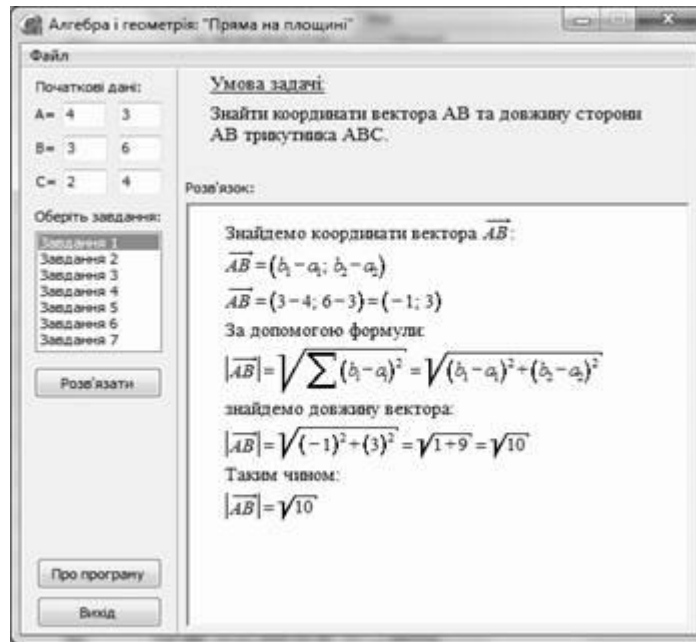 Алгебра і геометрія: "Пряма на площині"
Файл
Початкові дані:
A= 4 3
B= 3 6
C= 2 4
Оберіть завдання:
Завдання 1
Завдання 2
Завдання 3
Завдання 4
Завдання 5
Завдання 6
Завдання 7
Розв'язати
Про програму
Вихід
Умова задачі:
Знайти координати вектора AB та довжину сторони
AB трикутника ABC.
Розв'язок:
Знайдемо координати вектора AB⃗:
AB⃗ = (b₁ − a₁; b₂ − a₂)
AB⃗ = (3 − 4; 6 − 3) = (−1; 3)
За допомогою формули:
|AB⃗| = √(∑(bᵢ − aᵢ)²) = √((b₁ − a₁)² + (b₂ − a₂)²)
знайдемо довжину вектора:
|AB⃗| = √((−1)² + (3)²) = √(1+9) = √10
Таким чином:
|AB⃗| = √10